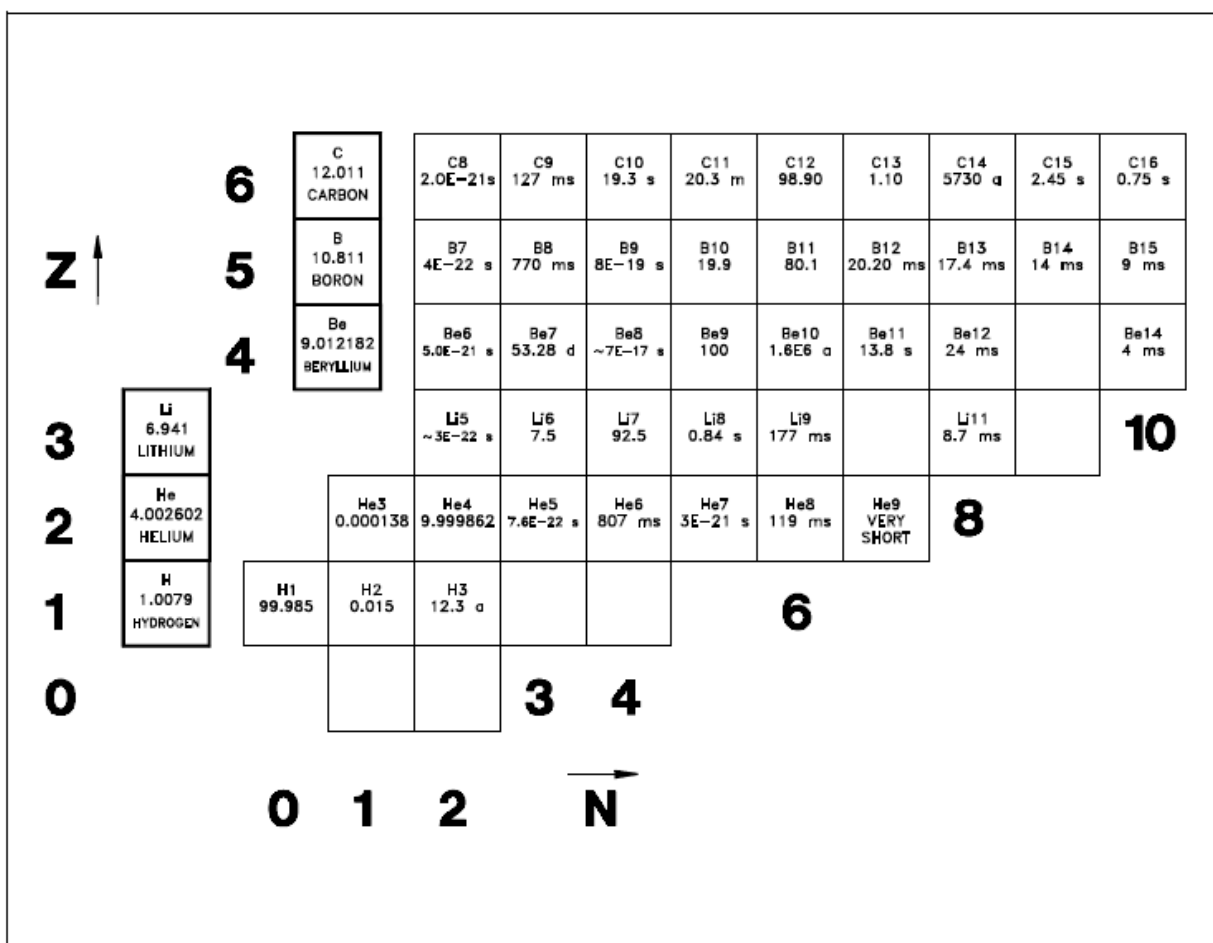 6
C
12.011
CARBON
C8
2.0E-21s
C9
127 ms
C10
19.3 s
C11
20.3 m
C12
98.90
C13
1.10
C14
5730 a
C15
2.45 s
C16
0.75 s
Z
5
B
10.811
BORON
B7
4E-22 s
B8
770 ms
B9
8E-19 s
B10
19.9
B11
80.1
B12
20.20 ms
B13
17.4 ms
B14
14 ms
B15
9 ms
4
Be
9.012182
BERYLLIUM
Be6
5.0E-21 s
Be7
53.28 d
Be8
~7E-17 s
Be9
100
Be10
1.6E6 a
Be11
13.8 s
Be12
24 ms
Be14
4 ms
3
Li
6.941
LITHIUM
Li5
~3E-22 s
Li6
7.5
Li7
92.5
Li8
0.84 s
Li9
177 ms
Li11
8.7 ms
10
2
He
4.002602
HELIUM
He3
0.000138
He4
9.999862
He5
7.6E-22 s
He6
807 ms
He7
3E-21 s
He8
119 ms
He9
VERY
SHORT
8
1
H
1.0079
HYDROGEN
H1
99.985
H2
0.015
H3
12.3 a
6
0
3
4
0
1
2
N